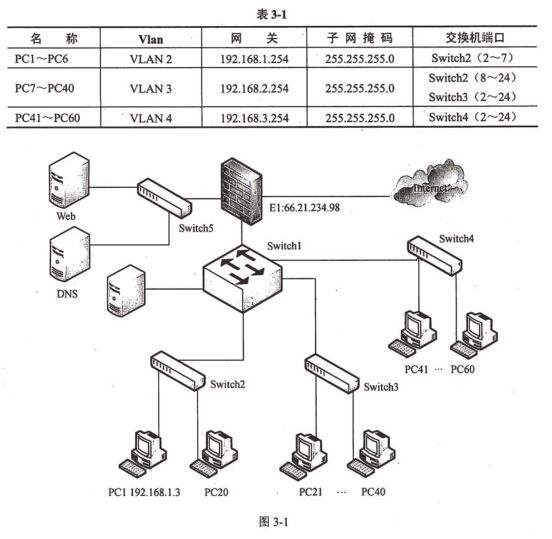 表 3-1
名 称 Vlan 网 关 子 网 掩 码 交换机端口
PC1～PC6 VLAN 2 192.168.1.254 255.255.255.0 Switch2（2～7）
PC7～PC40 VLAN 3 192.168.2.254 255.255.255.0 Switch2（8～24）
Switch3（2～24）
PC41～PC60 VLAN 4 192.168.3.254 255.255.255.0 Switch4（2～24）
Internet
E1:66.21.234.98
Web
Switch5
Switch1
Switch4
DNS
PC41 … PC60
Switch2
Switch3
PC1 192.168.1.3 PC20 PC21 … PC40
图 3-1